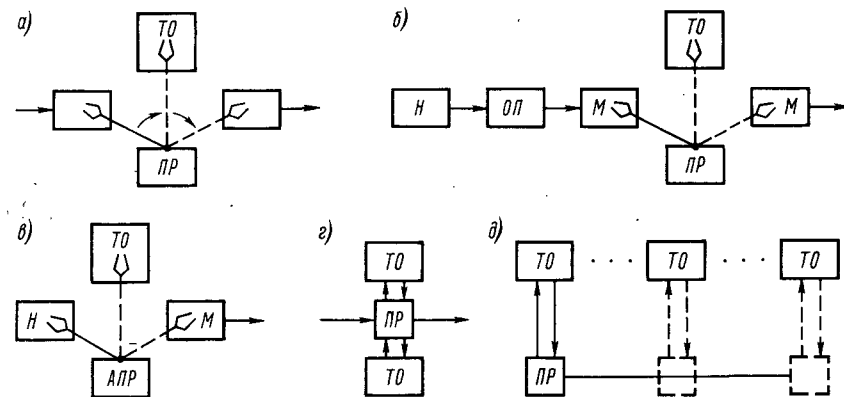 а)
ТО
ПР
б)
ТО
Н ОП М М
ПР
в)
ТО
Н М
АПР
г)
ТО
ПР
ТО
д)
ТО . . . ТО . . . ТО
ПР